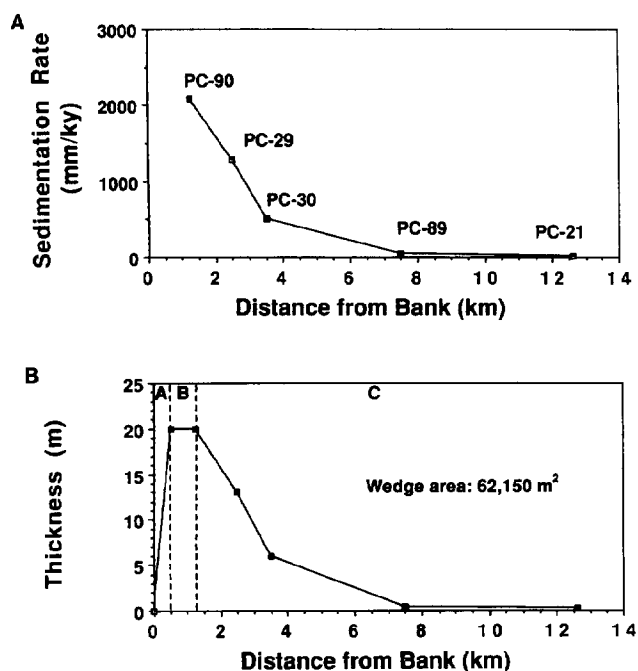 A
Sedimentation Rate
(mm/ky)
3000
2000
1000
0
PC-90
PC-29
PC-30
PC-89
PC-21
0 2 4 6 8 10 12 14
Distance from Bank (km)
B
Thickness (m)
25
20
15
10
5
0
A B C
Wedge area: 62,150 m²
0 2 4 6 8 10 12 14
Distance from Bank (km)